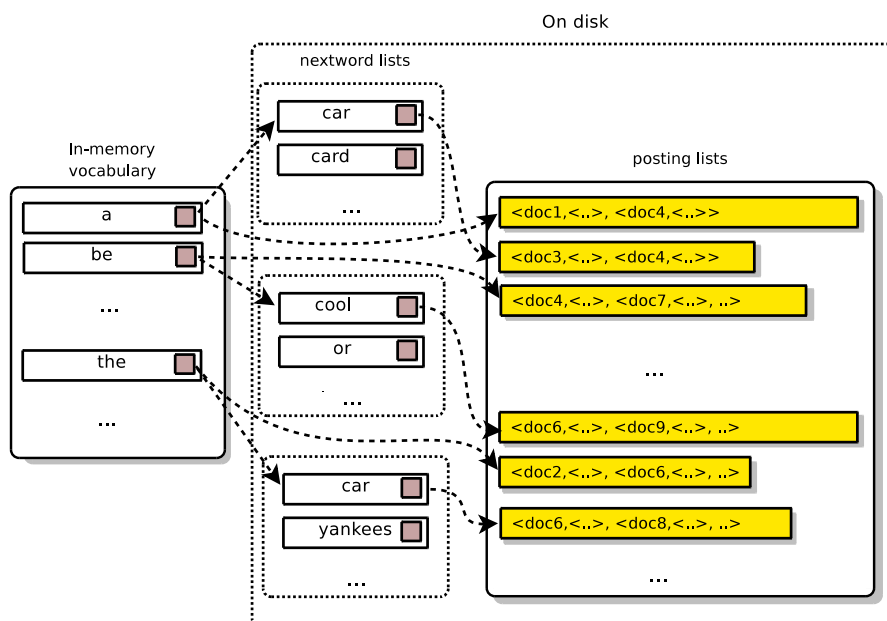 On disk
nextword lists
car
card
...
In-memory
vocabulary
a
be
...
the
...
cool
or
. ...
car
yankees
...
posting lists
<doc1,<..>, <doc4,<..>>
<doc3,<..>, <doc4,<..>>
<doc4,<..>, <doc7,<..>, ..>
...
<doc6,<..>, <doc9,<..>, ..>
<doc2,<..>, <doc6,<..>, ..>
<doc6,<..>, <doc8,<..>, ..>
...